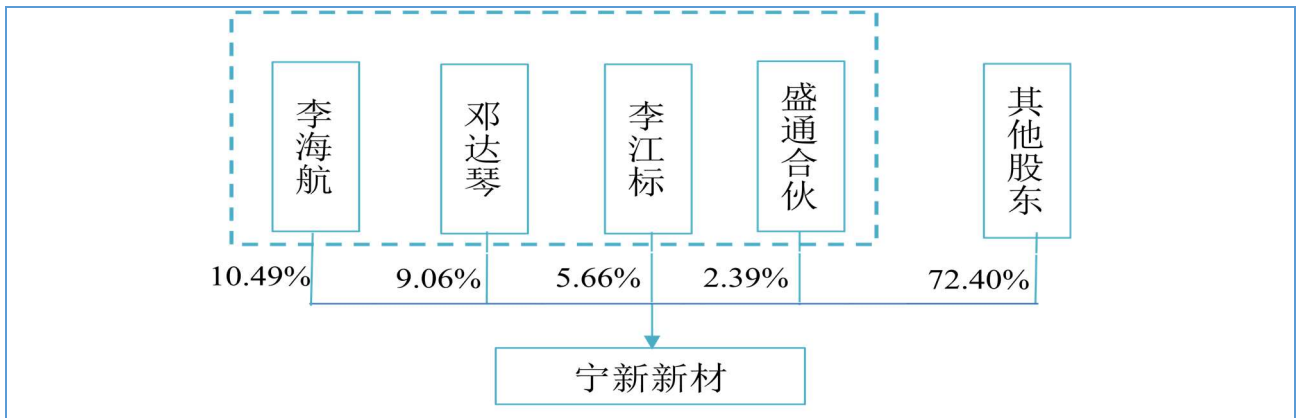 李海航
邓达琴
李江标
盛通合伙
其他股东
10.49%
9.06%
5.66%
2.39%
72.40%
宁新新材